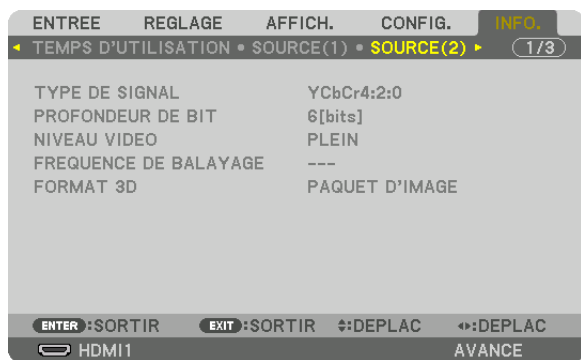 ENTREE REGLAGE AFFICH. CONFIG. INFO.
TEMPS D'UTILISATION • SOURCE(1) • SOURCE(2) 1/3
TYPE DE SIGNAL YCbCr4:2:0
PROFONDEUR DE BIT 6[bits]
NIVEAU VIDEO PLEIN
FREQUENCE DE BALAYAGE ---
FORMAT 3D PAQUET D'IMAGE
ENTER :SORTIR EXIT :SORTIR :DEPLAC :DEPLAC
HDMI1 AVANCE